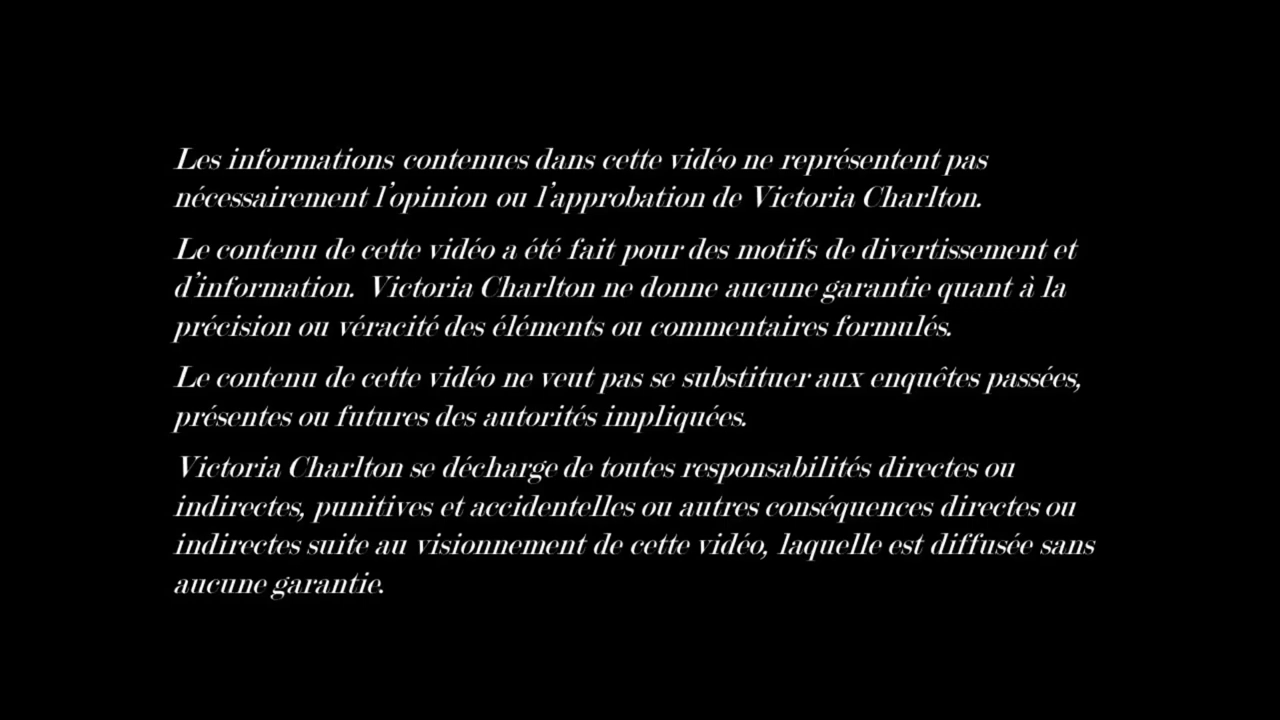 Les informations contenues dans cette vidéo ne représentent pas
nécessairement l’opinion ou l’approbation de Victoria Charlton.
Le contenu de cette vidéo a été fait pour des motifs de divertissement et
d’information. Victoria Charlton ne donne aucune garantie quant à la
précision ou véracité des éléments ou commentaires formulés.
Le contenu de cette vidéo ne veut pas se substituer aux enquêtes passées,
présentes ou futures des autorités impliquées.
Victoria Charlton se décharge de toutes responsabilités directes ou
indirectes, punitives et accidentelles ou autres conséquences directes ou
indirectes suite au visionnement de cette vidéo, laquelle est diffusée sans
aucune garantie.